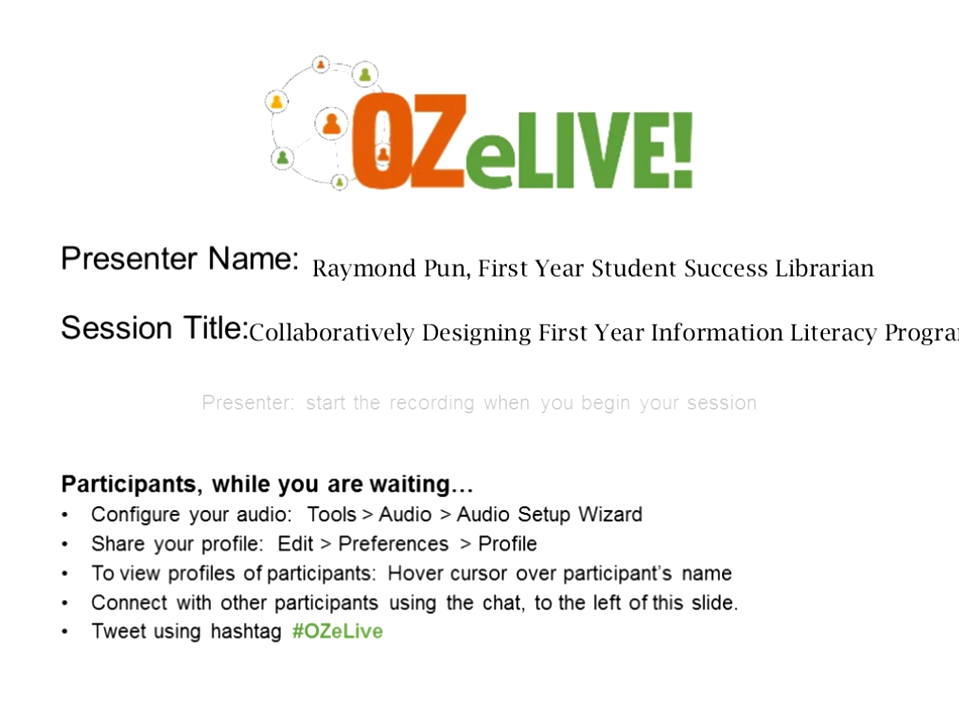 OZeLIVE!
Presenter Name: Raymond Pun, First Year Student Success Librarian
Session Title:Collaboratively Designing First Year Information Literacy
Presenter: start the recording when you begin your session
Participants, while you are waiting…
• Configure your audio: Tools > Audio > Audio Setup Wizard
• Share your profile: Edit > Preferences > Profile
• To view profiles of participants: Hover cursor over participant's name
• Connect with other participants using the chat, to the left of this slide.
• Tweet using hashtag #OZeLive